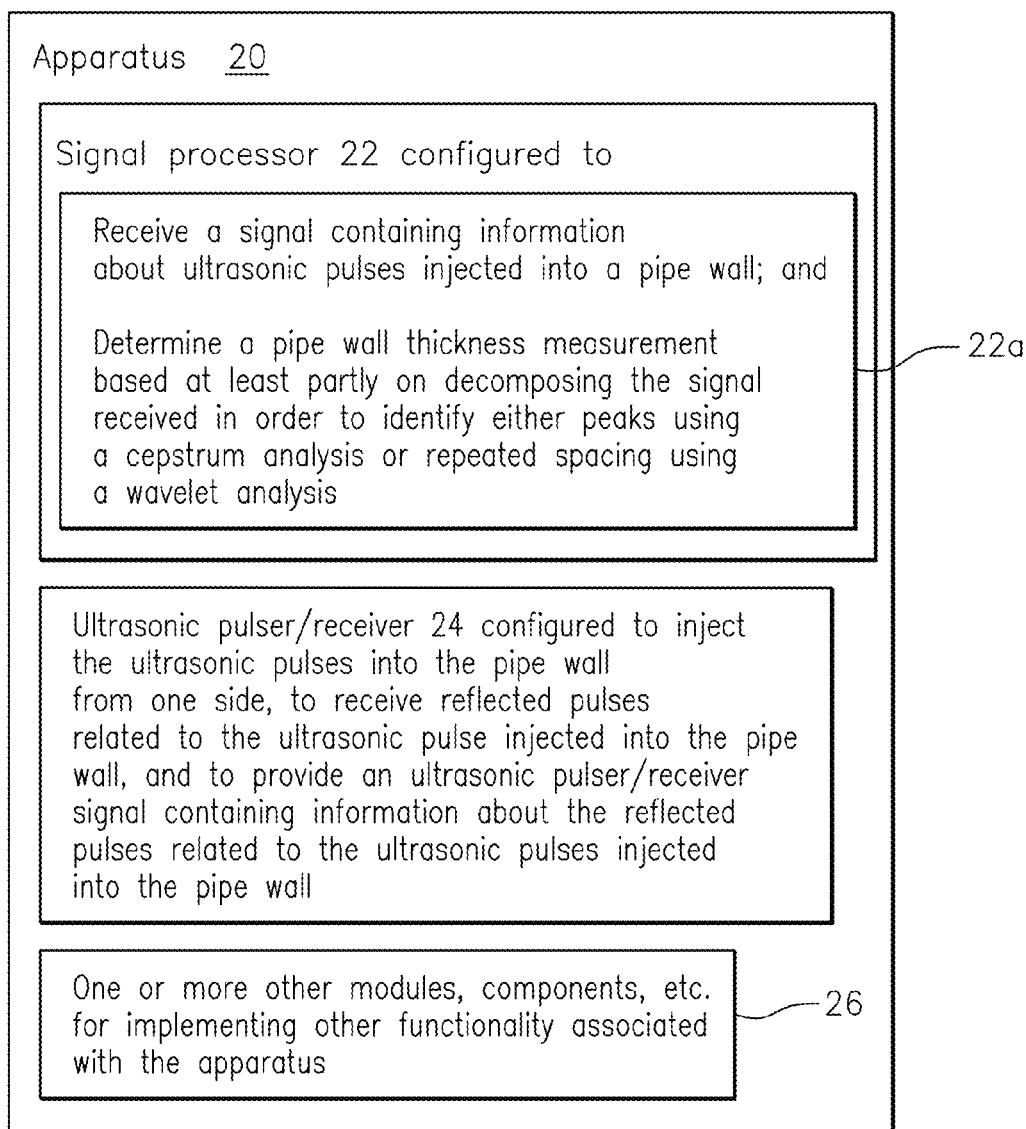 Apparatus 20
Signal processor 22 configured to
Receive a signal containing information
about ultrasonic pulses injected into a pipe wall; and
Determine a pipe wall thickness measurement
based at least partly on decomposing the signal
received in order to identify either peaks using
a cepstrum analysis or repeated spacing using
a wavelet analysis
22a
Ultrasonic pulser/receiver 24 configured to inject
the ultrasonic pulses into the pipe wall
from one side, to receive reflected pulses
related to the ultrasonic pulse injected into the pipe
wall, and to provide an ultrasonic pulser/receiver
signal containing information about the reflected
pulses related to the ultrasonic pulses injected
into the pipe wall
One or more other modules, components, etc.
for implementing other functionality associated
with the apparatus
26